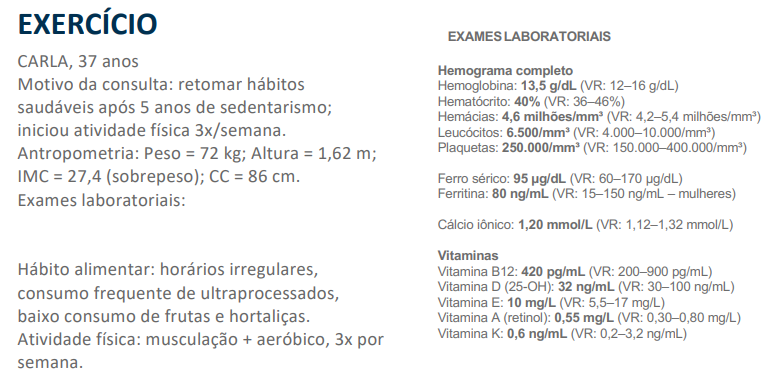 EXERCÍCIO
CARLA, 37 anos
Motivo da consulta: retomar hábitos
saudáveis após 5 anos de sedentarismo;
iniciou atividade física 3x/semana.
Antropometria: Peso = 72 kg; Altura = 1,62 m;
IMC = 27,4 (sobrepeso); CC = 86 cm.
Exames laboratoriais:
Hábito alimentar: horários irregulares,
consumo frequente de ultraprocessados,
baixo consumo de frutas e hortaliças.
Atividade física: musculação + aeróbico, 3x por
semana.
EXAMES LABORATORIAIS
Hemograma completo
Hemoglobina: 13,5 g/dL (VR: 12–16 g/dL)
Hematócrito: 40% (VR: 36–46%)
Hemácias: 4,6 milhões/mm³ (VR: 4,2–5,4 milhões/mm³)
Leucócitos: 6.500/mm³ (VR: 4.000–10.000/mm³)
Plaquetas: 250.000/mm³ (VR: 150.000–400.000/mm³)
Ferro sérico: 95 µg/dL (VR: 60–170 µg/dL)
Ferritina: 80 ng/mL (VR: 15–150 ng/mL – mulheres)
Cálcio iônico: 1,20 mmol/L (VR: 1,12–1,32 mmol/L)
Vitaminas
Vitamina B12: 420 pg/mL (VR: 200–900 pg/mL)
Vitamina D (25-OH): 32 ng/mL (VR: 30–100 ng/mL)
Vitamina E: 10 mg/L (VR: 5,5–17 mg/L)
Vitamina A (retinol): 0,55 mg/L (VR: 0,30–0,80 mg/L)
Vitamina K: 0,6 ng/mL (VR: 0,2–3,2 ng/mL)